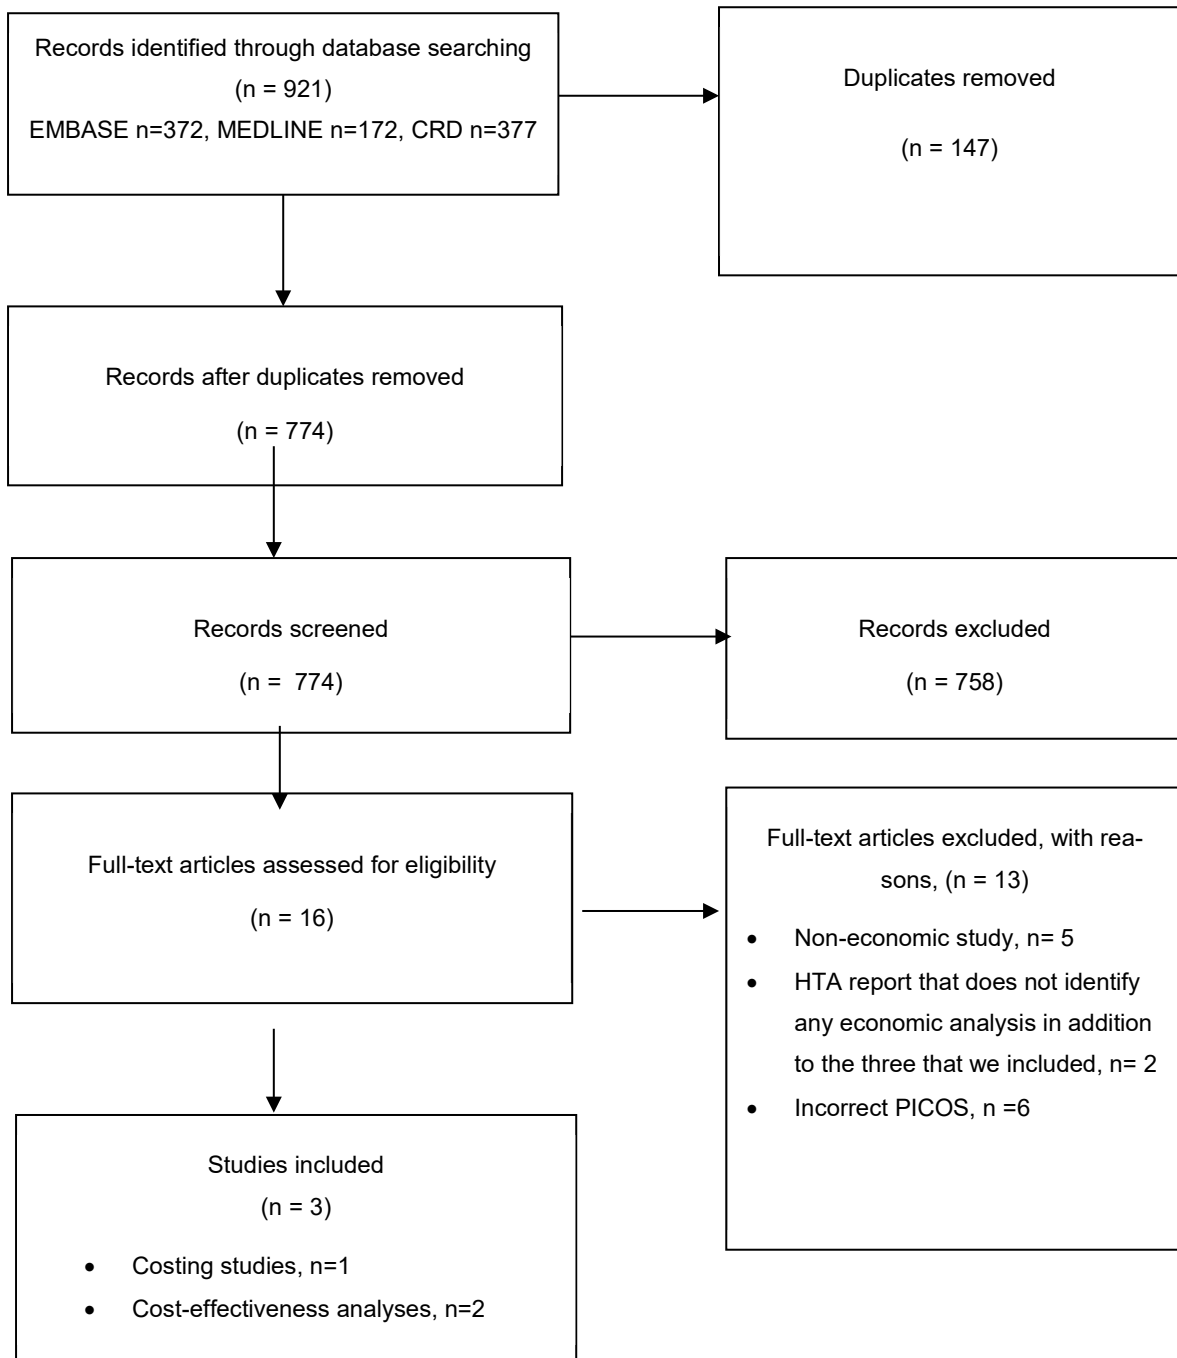 Records identified through database searching
(n = 921)
EMBASE n=372, MEDLINE n=172, CRD n=377
Duplicates removed
(n = 147)
Records after duplicates removed
(n = 774)
Records screened
(n =  774)
Records excluded
(n = 758)
Full-text articles assessed for eligibility
(n = 16)
Full-text articles excluded, with rea-
sons, (n = 13)
• Non-economic study, n= 5
• HTA report that does not identify
any economic analysis in addition
to the three that we included, n= 2
• Incorrect PICOS, n =6
Studies included
(n = 3)
• Costing studies, n=1
• Cost-effectiveness analyses, n=2